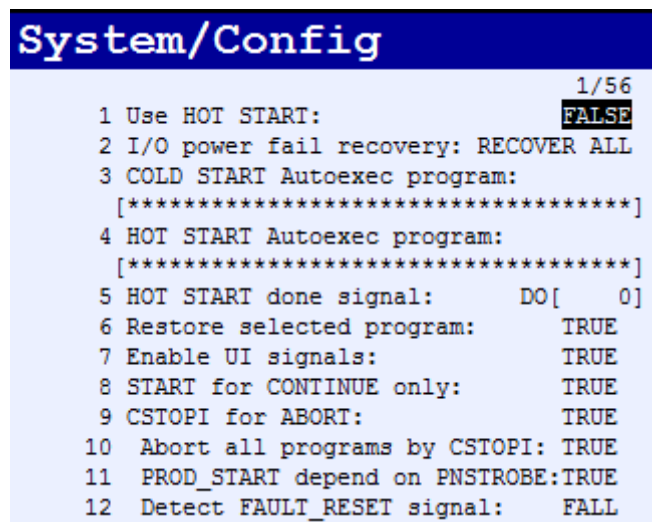 System/Config
1/56
1 Use HOT START: FALSE
2 I/O power fail recovery: RECOVER ALL
3 COLD START Autoexec program:
[************************************]
4 HOT START Autoexec program:
[************************************]
5 HOT START done signal: DO[ 0]
6 Restore selected program: TRUE
7 Enable UI signals: TRUE
8 START for CONTINUE only: TRUE
9 CSTOPI for ABORT: TRUE
10 Abort all programs by CSTOPI: TRUE
11 PROD_START depend on PNSTROBE:TRUE
12 Detect FAULT_RESET signal: FALL